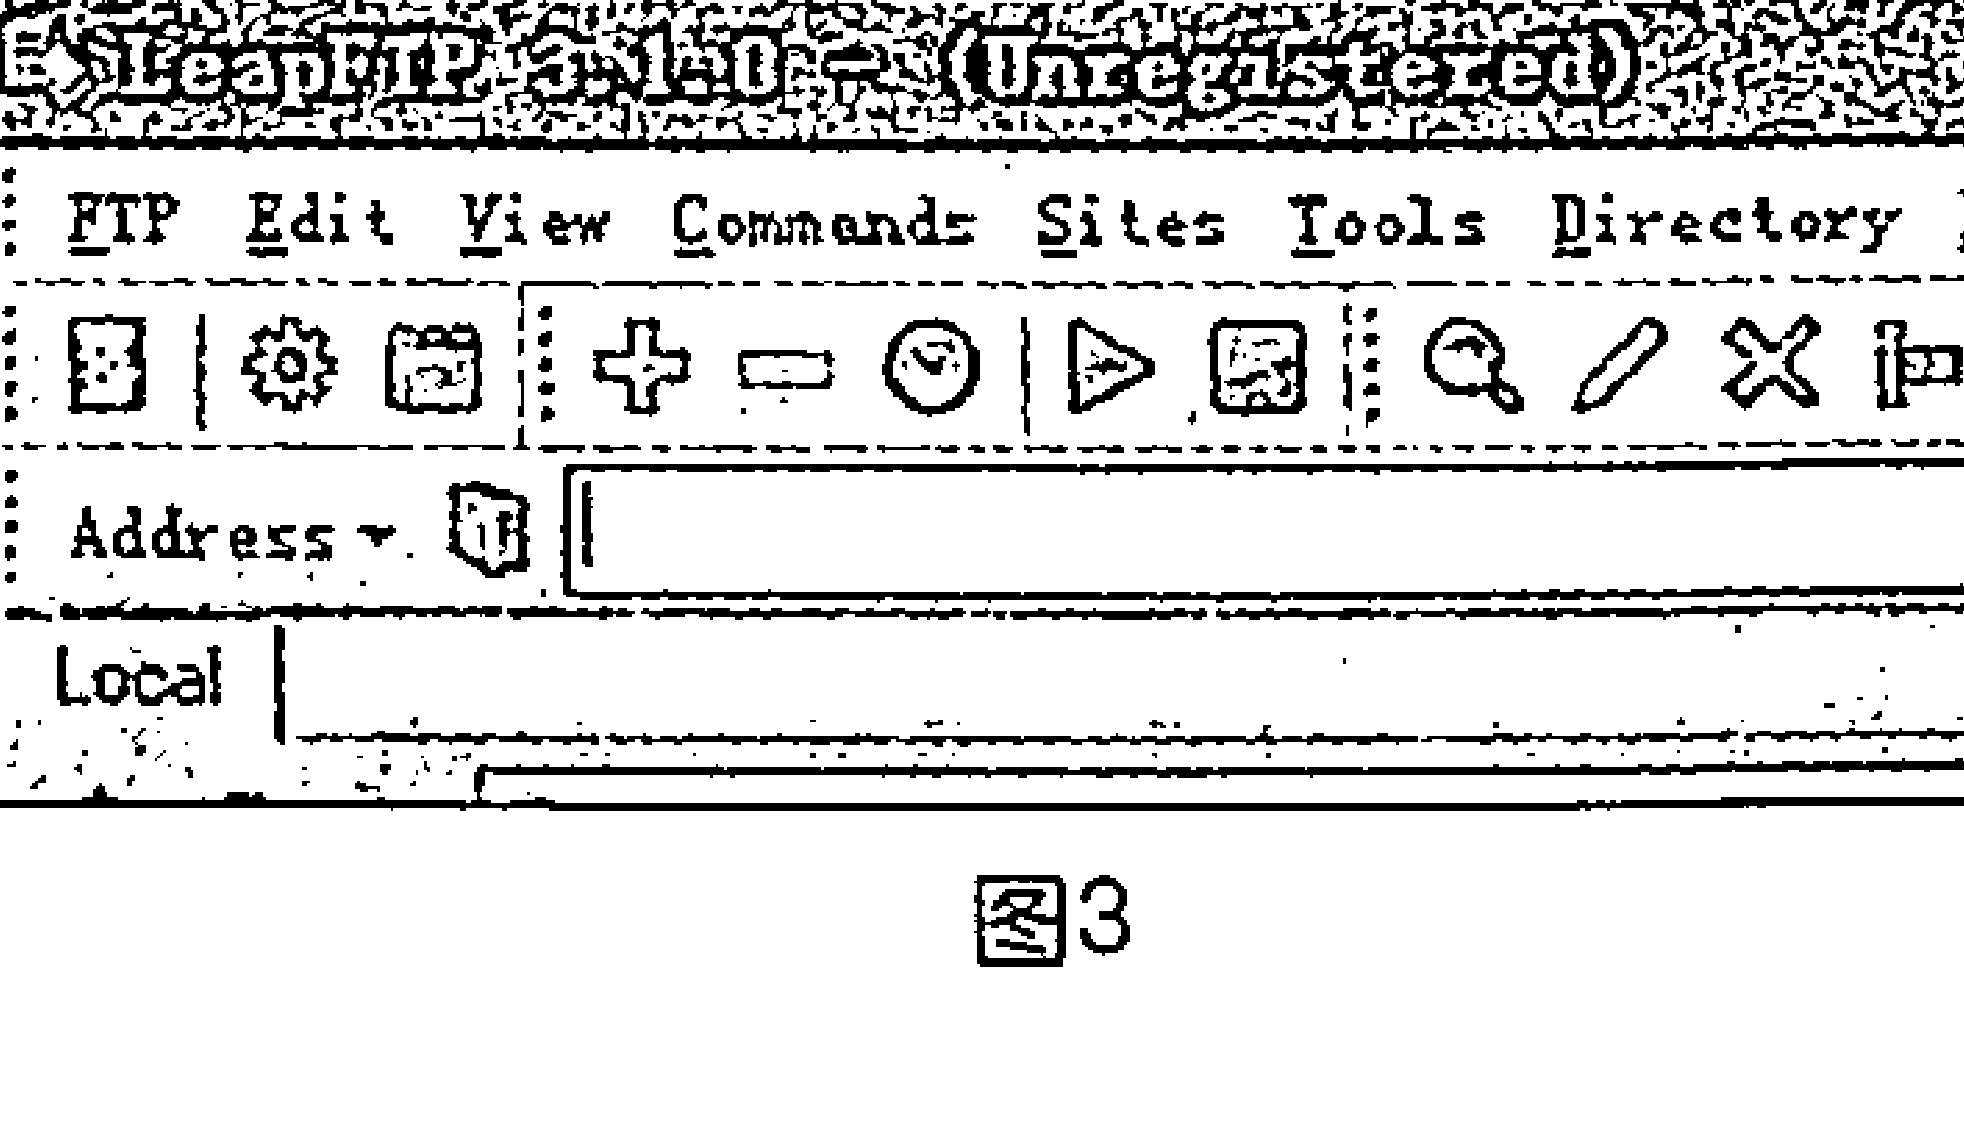 LeapFTP 3.1.0 - (Unregistered)
FTP Edit View Commands Sites Tools Directory
Address
Local
图3